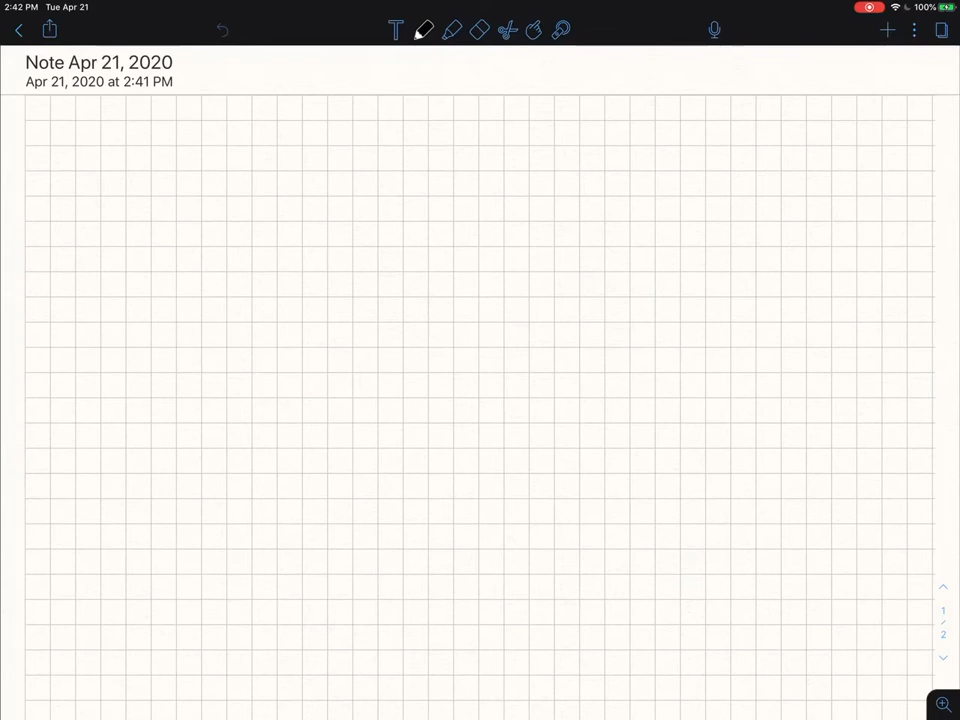 2:42 PM Tue Apr 21 100%
T
Note Apr 21, 2020
Apr 21, 2020 at 2:41 PM
1
/
2